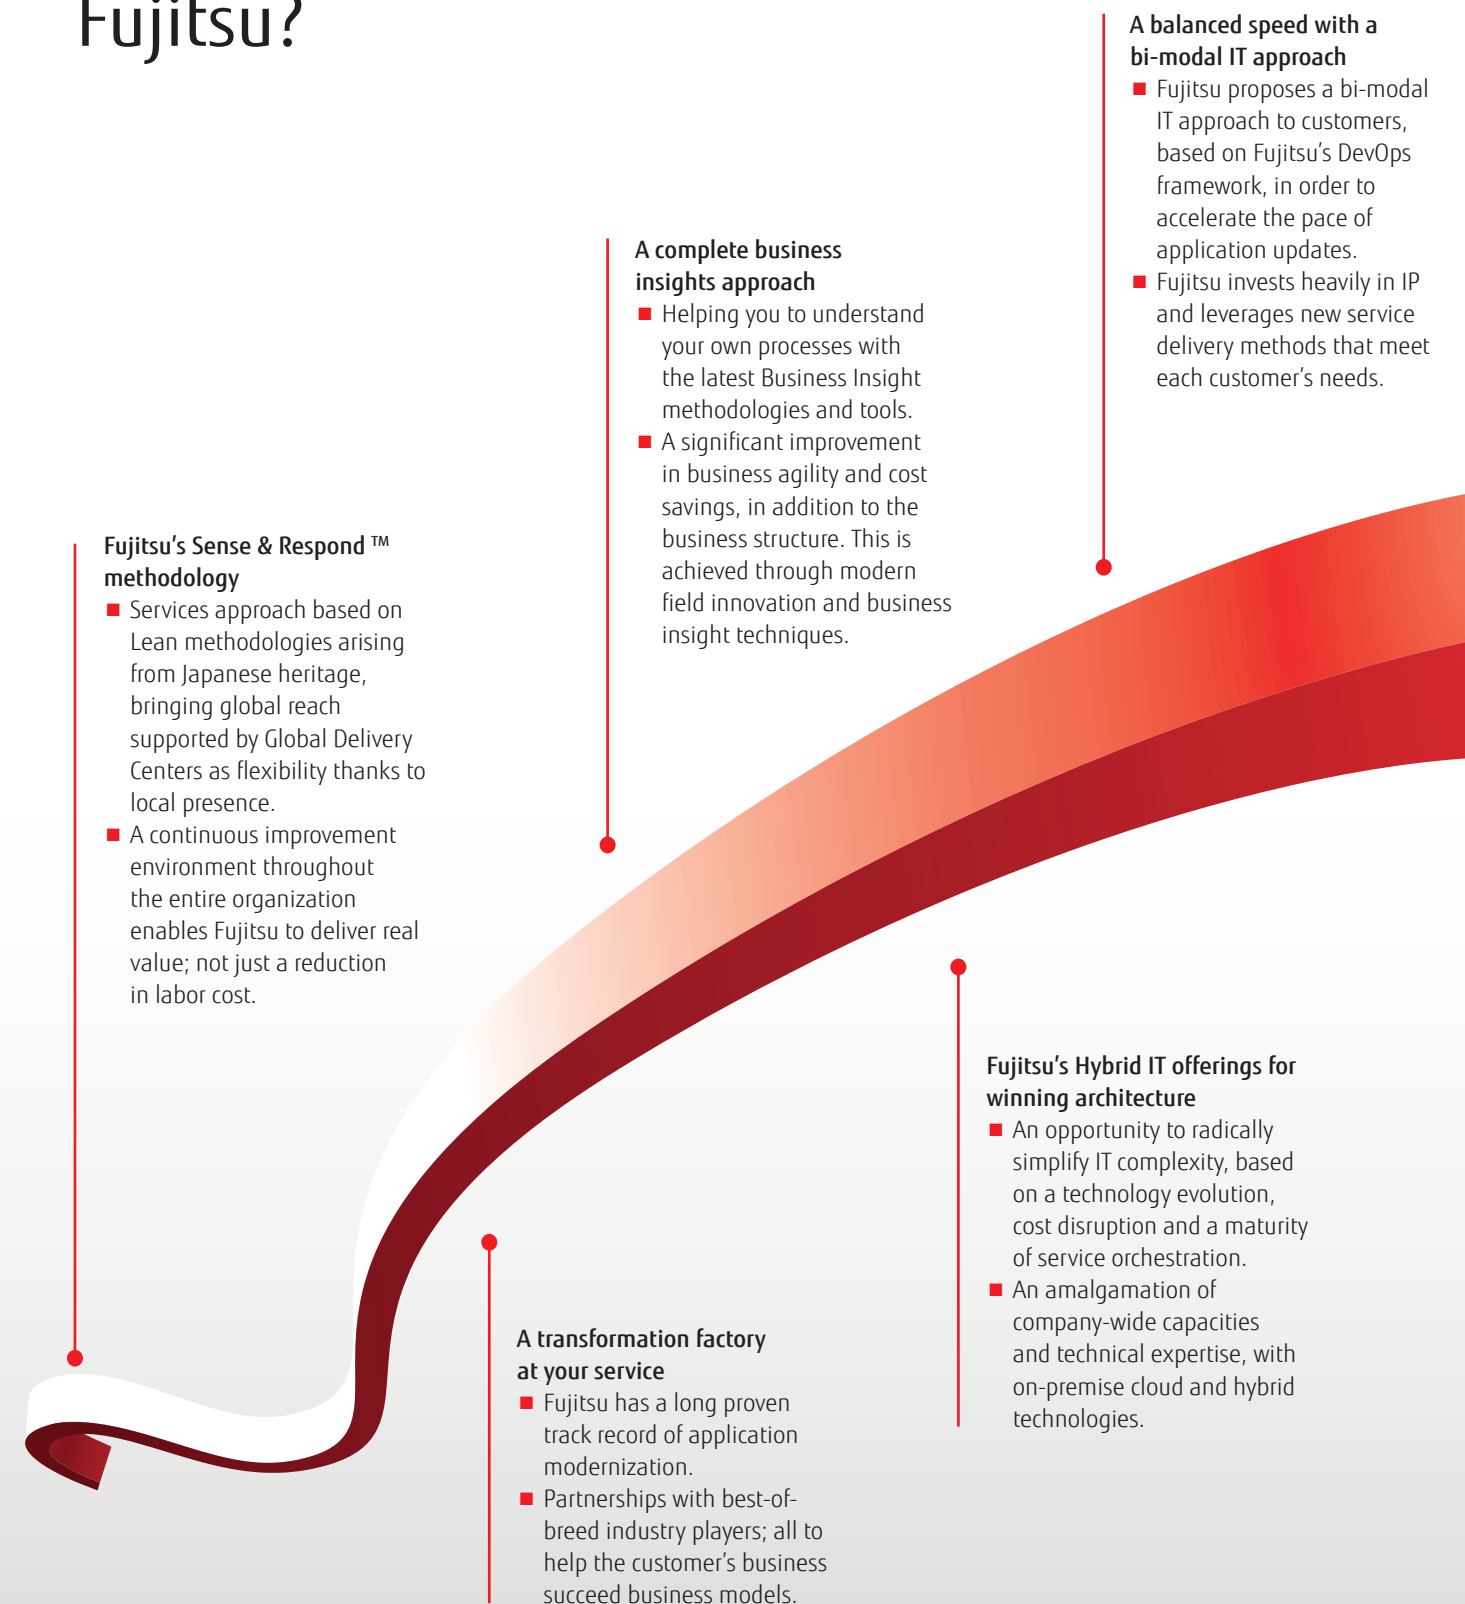 Fujitsu?
A balanced speed with a
bi-modal IT approach
■ Fujitsu proposes a bi-modal
IT approach to customers,
based on Fujitsu’s DevOps
framework, in order to
accelerate the pace of
application updates.
■ Fujitsu invests heavily in IP
and leverages new service
delivery methods that meet
each customer’s needs.
A complete business
insights approach
■ Helping you to understand
your own processes with
the latest Business Insight
methodologies and tools.
■ A significant improvement
in business agility and cost
savings, in addition to the
business structure. This is
achieved through modern
field innovation and business
insight techniques.
Fujitsu’s Sense & Respond ™
methodology
■ Services approach based on
Lean methodologies arising
from Japanese heritage,
bringing global reach
supported by Global Delivery
Centers as flexibility thanks to
local presence.
■ A continuous improvement
environment throughout
the entire organization
enables Fujitsu to deliver real
value; not just a reduction
in labor cost.
Fujitsu’s Hybrid IT offerings for
winning architecture
■ An opportunity to radically
simplify IT complexity, based
on a technology evolution,
cost disruption and a maturity
of service orchestration.
■ An amalgamation of
company-wide capacities
and technical expertise, with
on-premise cloud and hybrid
technologies.
A transformation factory
at your service
■ Fujitsu has a long proven
track record of application
modernization.
■ Partnerships with best-of-
breed industry players; all to
help the customer’s business
succeed business models.